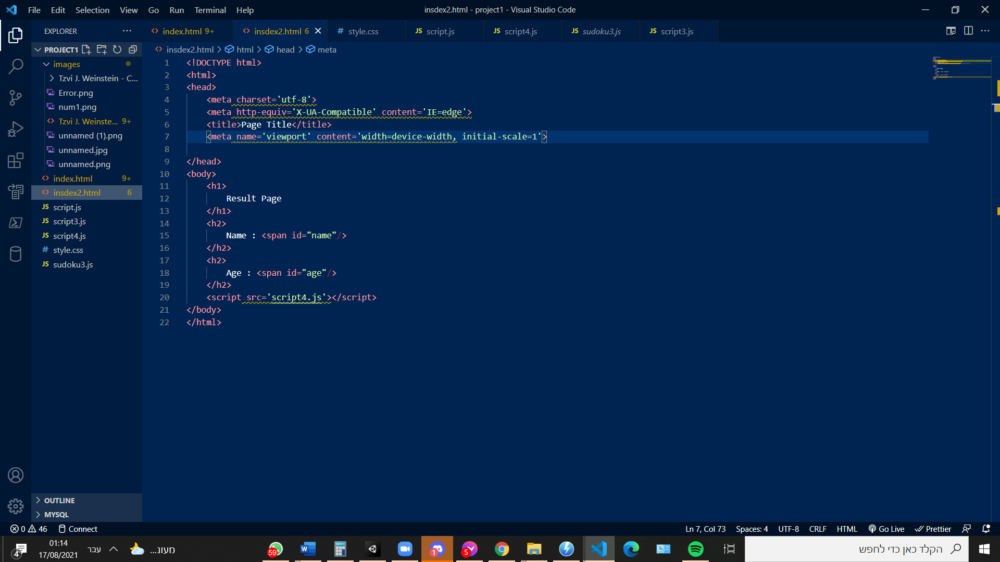 File Edit Selection View Go Run Terminal Help
insdex2.html - project1 - Visual Studio Code
EXPLORER
index.html 9+
insdex2.html 6
# style.css
JS script.js
JS script4.js
JS sudoku3.js
JS script3.js
PROJECT1
insdex2.html > html > head > meta
images
Tzvi J. Weinstein - C...
Error.png
num1.png
Tzvi J. Weinste... 9+
unnamed (1).png
unnamed.jpg
unnamed.png
index.html 9+
insdex2.html 6
JS script.js
JS script3.js
JS script4.js
# style.css
JS sudoku3.js
OUTLINE
MYSQL
1 <!DOCTYPE html>
2 <html>
3 <head>
4 <meta charset='utf-8'>
5 <meta http-equiv='X-UA-Compatible' content='IE=edge'>
6 <title>Page Title</title>
7 <meta name='viewport' content='width=device-width, initial-scale=1'>
8
9 </head>
10 <body>
11 <h1>
12 Result Page
13 </h1>
14 <h2>
15 Name : <span id="name"/>
16 </h2>
17 <h2>
18 Age : <span id="age"/>
19 </h2>
20 <script src='script4.js'></script>
21 </body>
22 </html>
0 46 Connect
Ln 7, Col 73 Spaces: 4 UTF-8 CRLF HTML Go Live Prettier
4
01:14
17/08/2021
עבר
מעונ...
59
W
1
5
הקלד כאן כדי לחפש